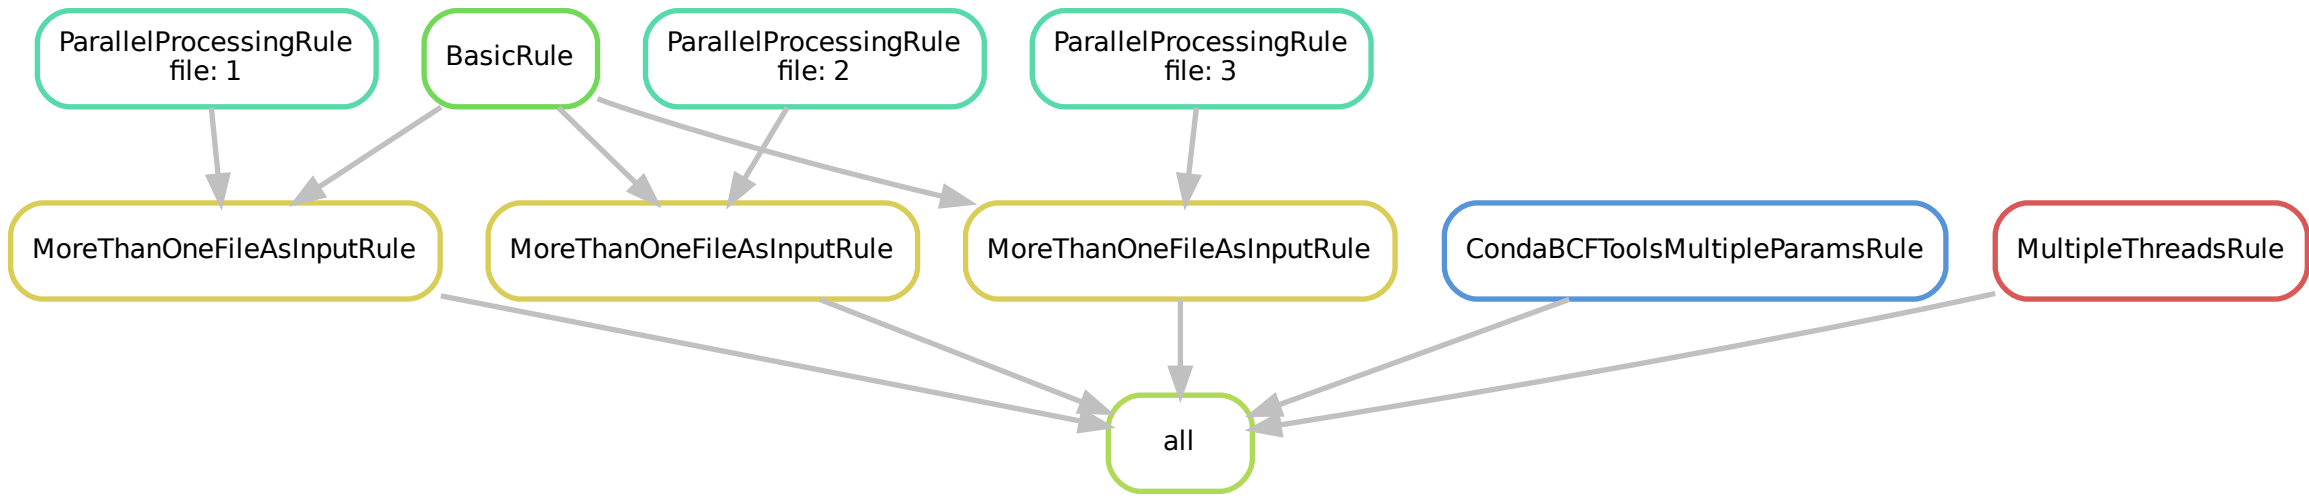 ParallelProcessingRule
file: 1
BasicRule
ParallelProcessingRule
file: 2
ParallelProcessingRule
file: 3
MoreThanOneFileAsInputRule
MoreThanOneFileAsInputRule
MoreThanOneFileAsInputRule
CondaBCFToolsMultipleParamsRule
MultipleThreadsRule
all